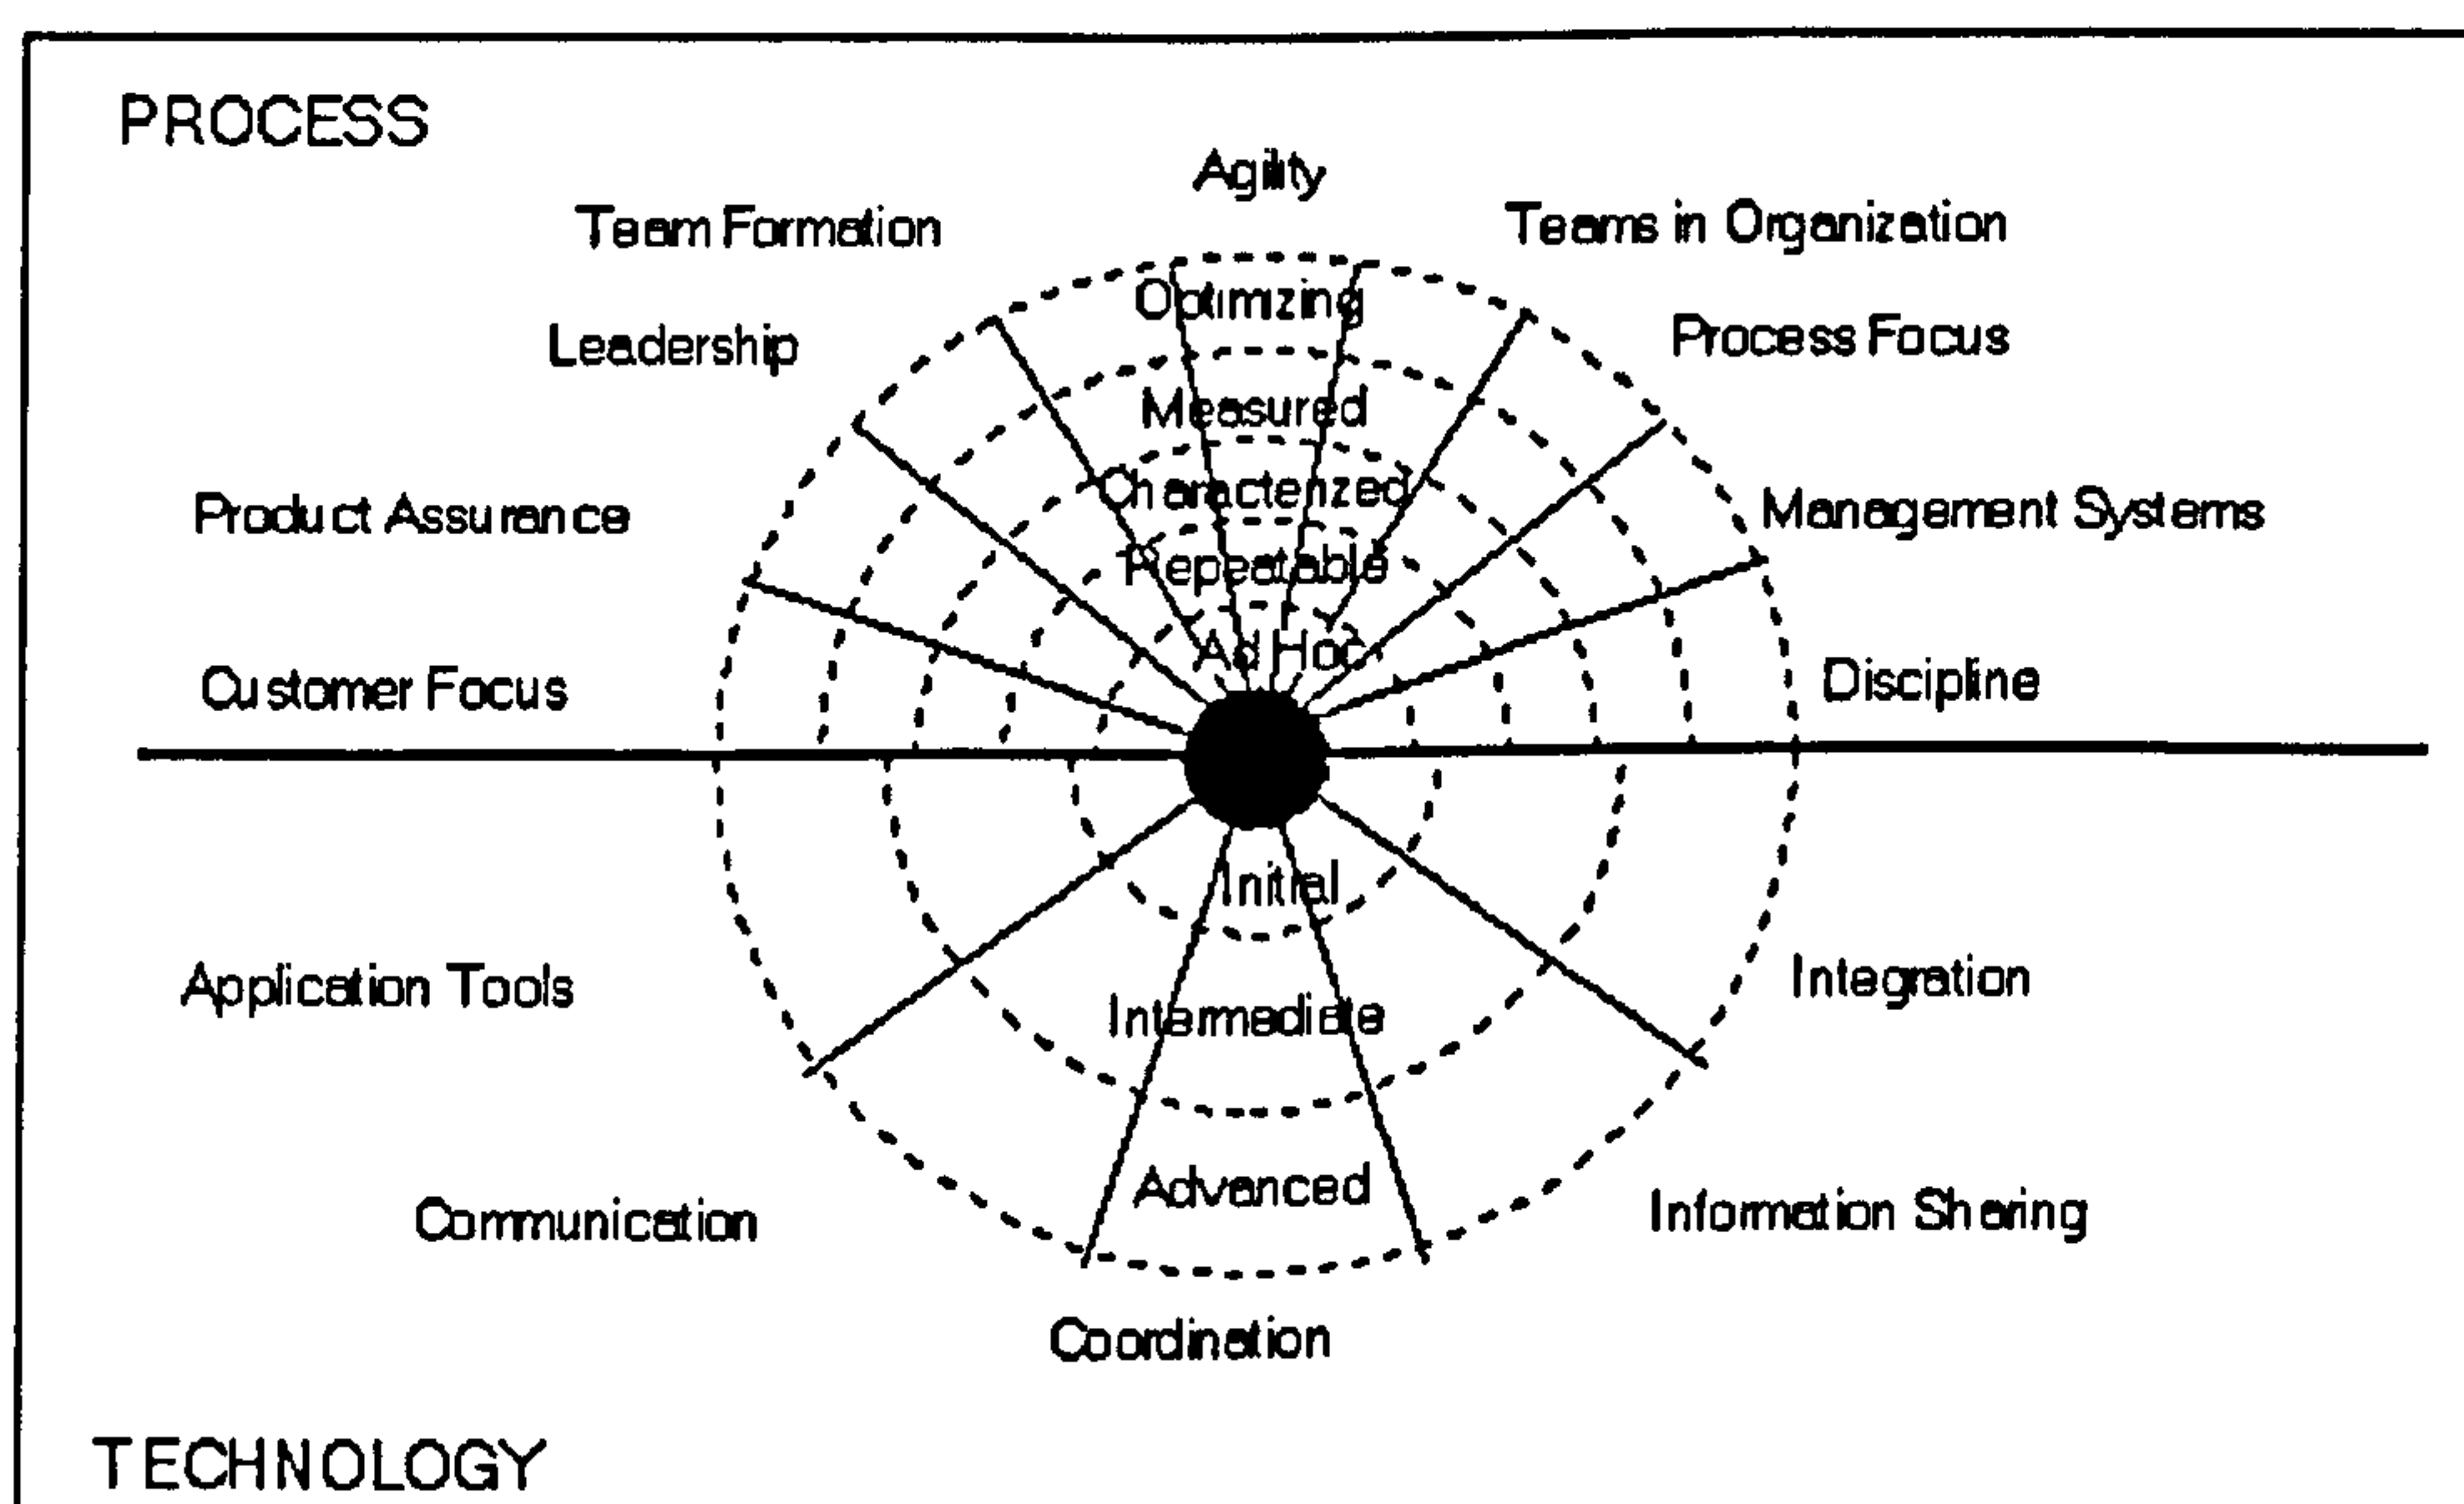 PROCESS
Agility
Team Formation
Teams in Organization
Optimizing
Leadership
Process Focus
Measured
Characterized
Product Assurance
Management Systems
Repeatable
Ad Hoc
Customer Focus
Discipline
Initial
Application Tools
Integration
Intermediate
Advanced
Communication
Information Sharing
Coordination
TECHNOLOGY